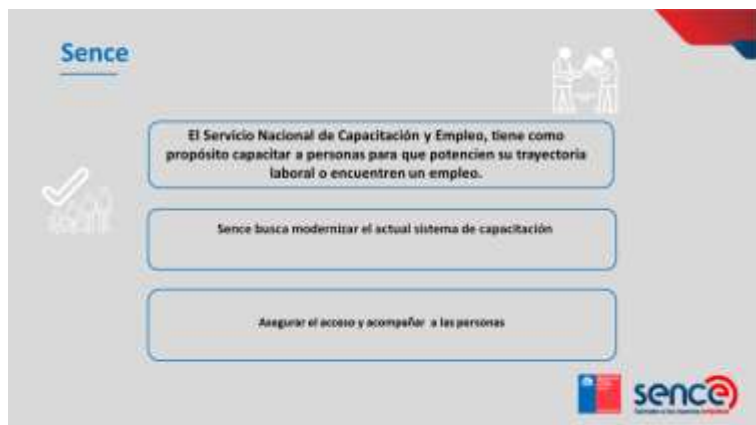 Sence
El Servicio Nacional de Capacitación y Empleo, tiene como
propósito capacitar a personas para que potencien su trayectoria
laboral o encuentren un empleo.
Sence busca modernizar el actual sistema de capacitación
Asegurar el acceso y acompañar a las personas
sence